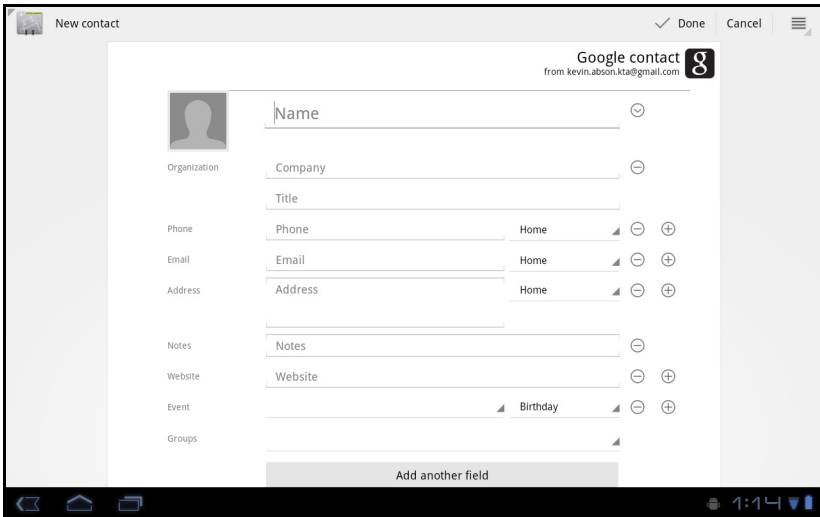 New contact
Done
Cancel
Google contact
from kevin.abson.kta@gmail.com
g
Name
Organization
Company
Title
Phone
Phone
Home
Email
Email
Home
Address
Address
Home
Notes
Notes
Website
Website
Event
Birthday
Groups
Add another field
1:14